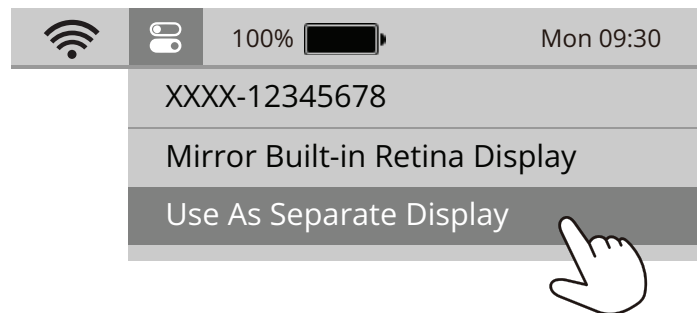 100% Mon 09:30
XXXX-12345678
Mirror Built-in Retina Display
Use As Separate Display